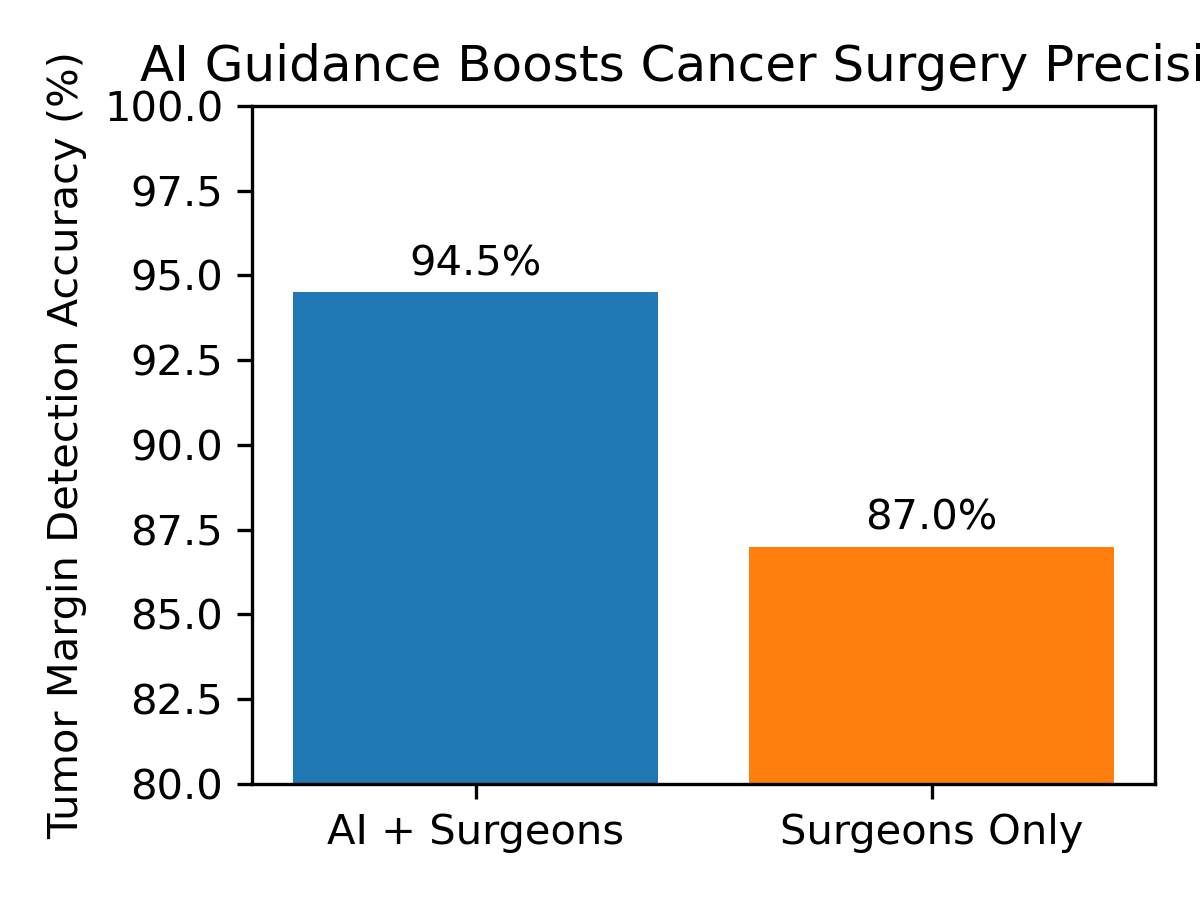 AI Guidance Boosts Cancer Surgery Precisi
Tumor Margin Detection Accuracy (%)
100.0
97.5
95.0
92.5
90.0
87.5
85.0
82.5
80.0
94.5%
87.0%
AI + Surgeons
Surgeons Only